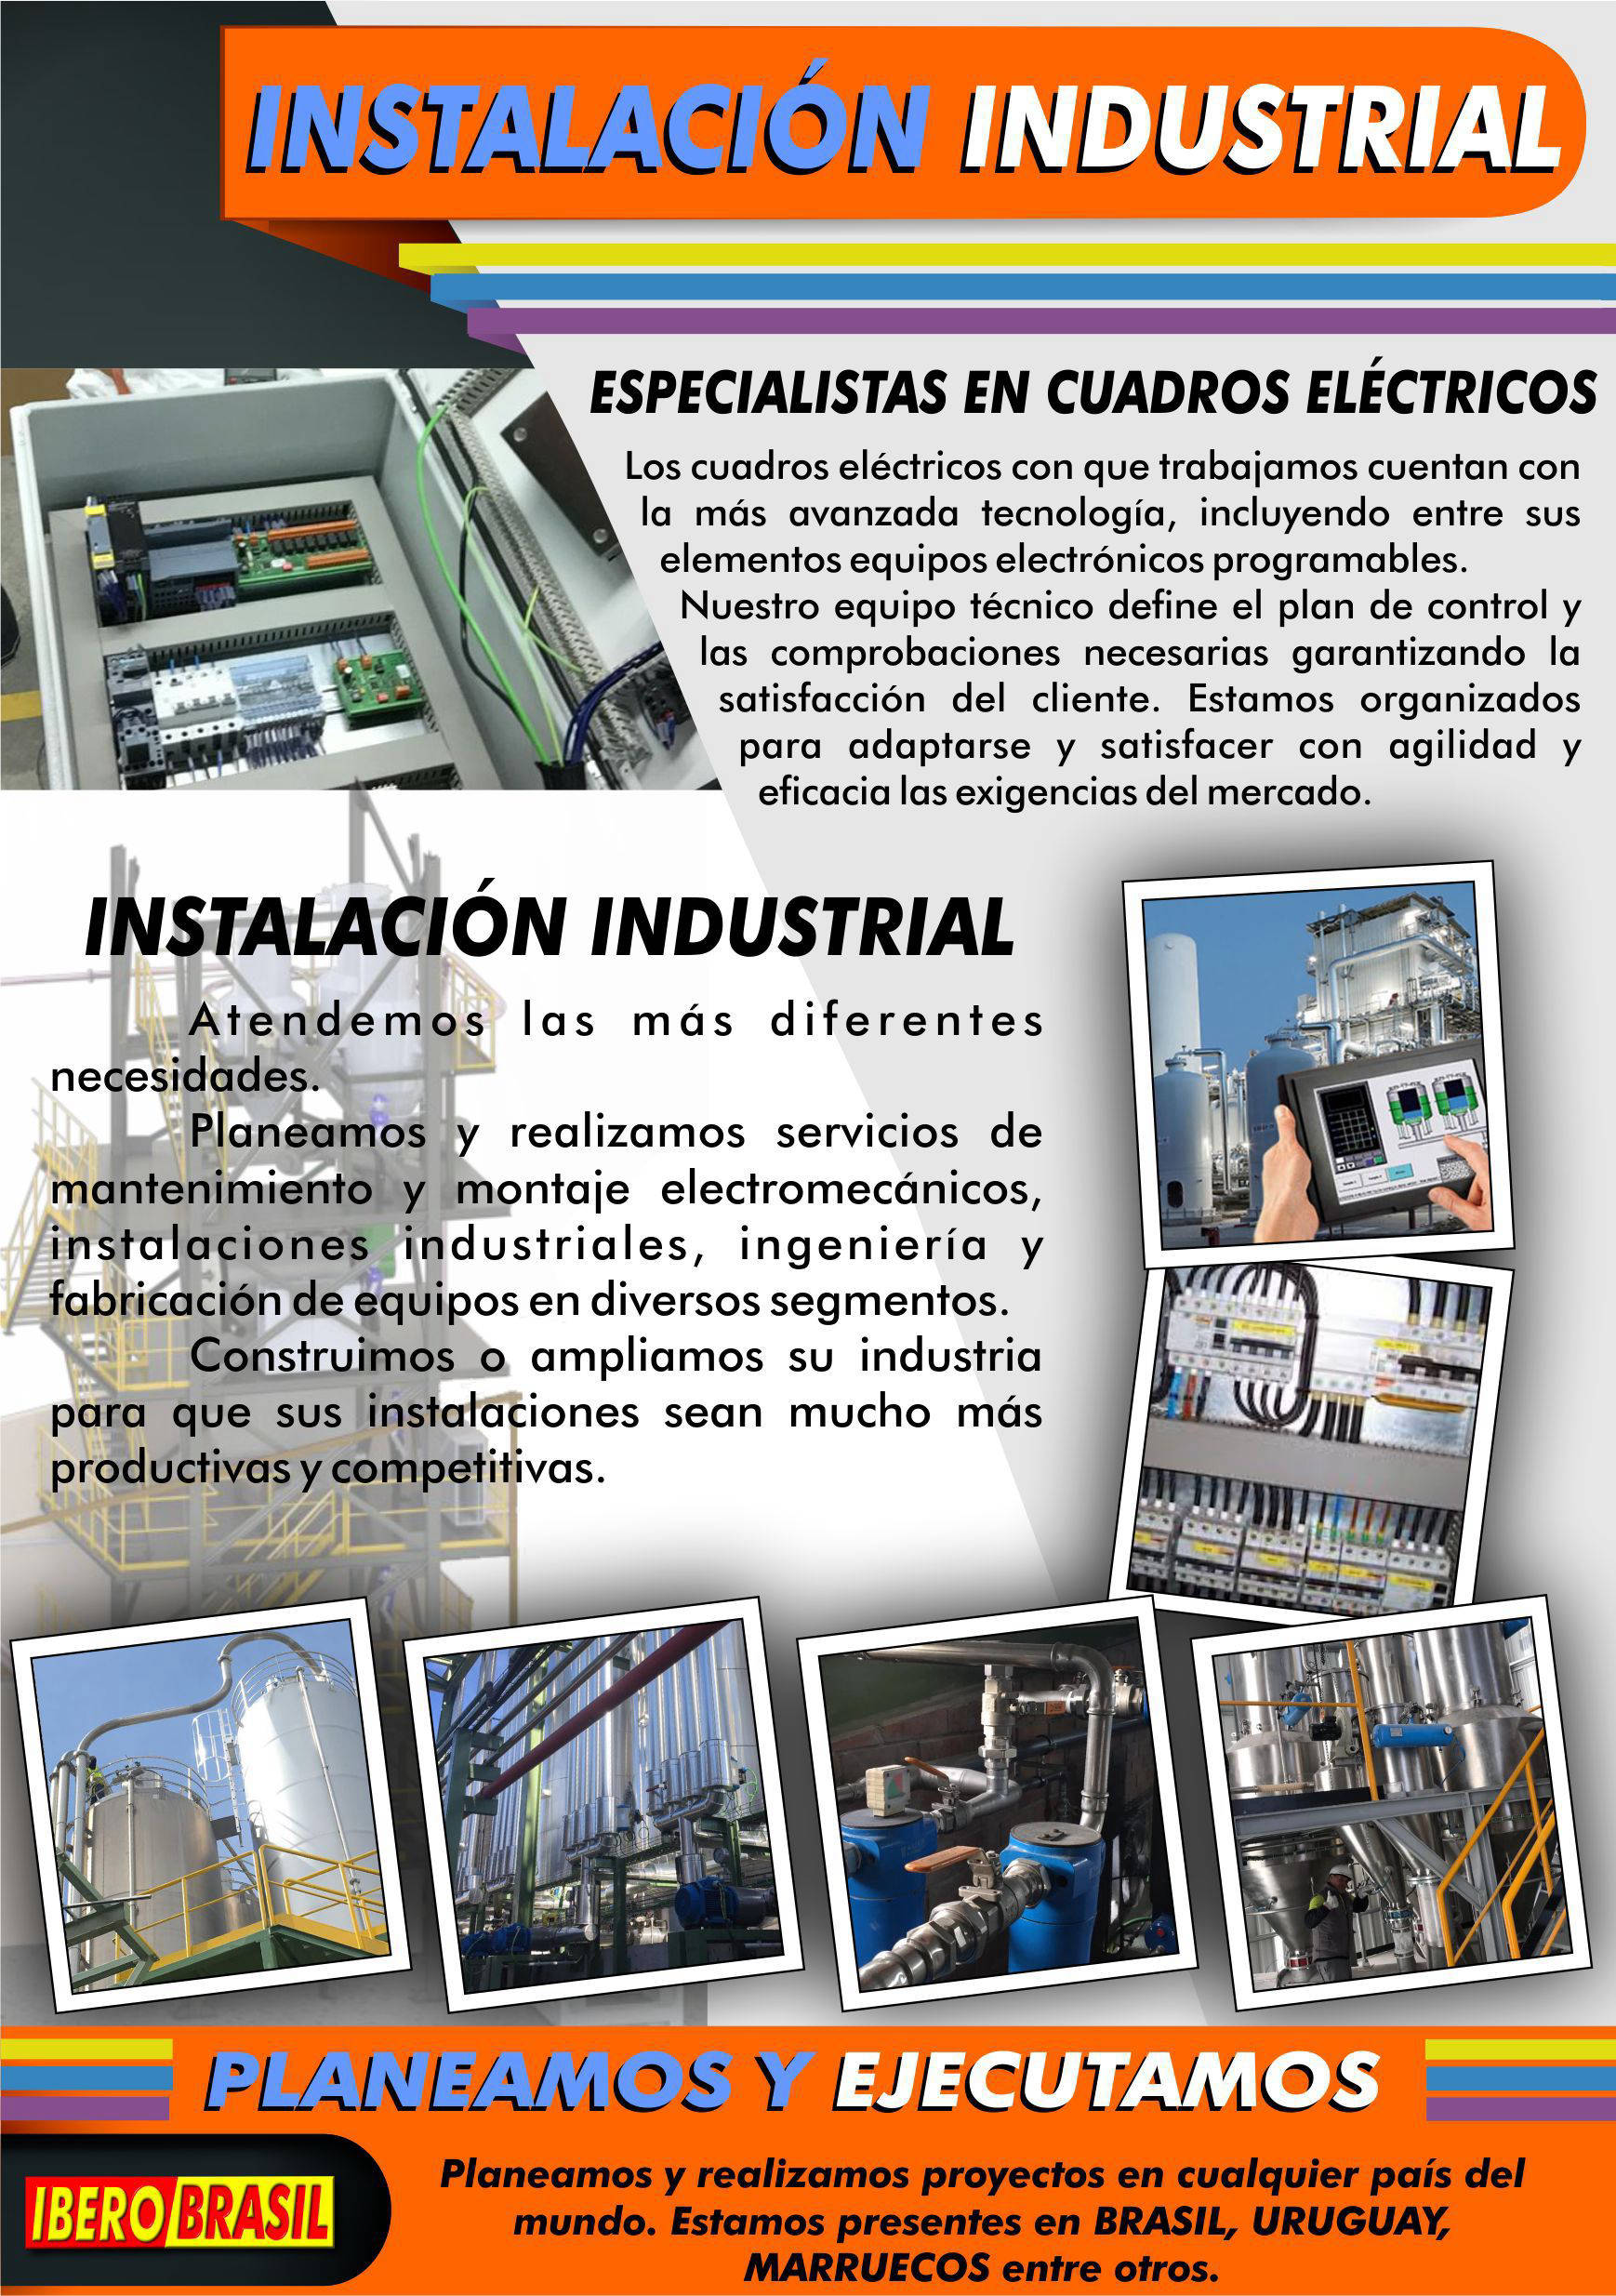 INSTALACIÓN INDUSTRIAL
ESPECIALISTAS EN CUADROS ELÉCTRICOS
Los cuadros eléctricos con que trabajamos cuentan con
la más avanzada tecnología, incluyendo entre sus
elementos equipos electrónicos programables.
Nuestro equipo técnico define el plan de control y
las comprobaciones necesarias garantizando la
satisfacción del cliente. Estamos organizados
para adaptarse y satisfacer con agilidad y
eficacia las exigencias del mercado.
INSTALACIÓN INDUSTRIAL
Atendemos las más diferentes
necesidades.
Planeamos y realizamos servicios de
mantenimiento y montaje electromecánicos,
instalaciones industriales, ingeniería y
fabricación de equipos en diversos segmentos.
Construimos o ampliamos su industria
para que sus instalaciones sean mucho más
productivas y competitivas.
PLANEAMOS Y EJECUTAMOS
IBERO BRASIL
Planeamos y realizamos proyectos en cualquier país del
mundo. Estamos presentes en BRASIL, URUGUAY,
MARRUECOS entre otros.